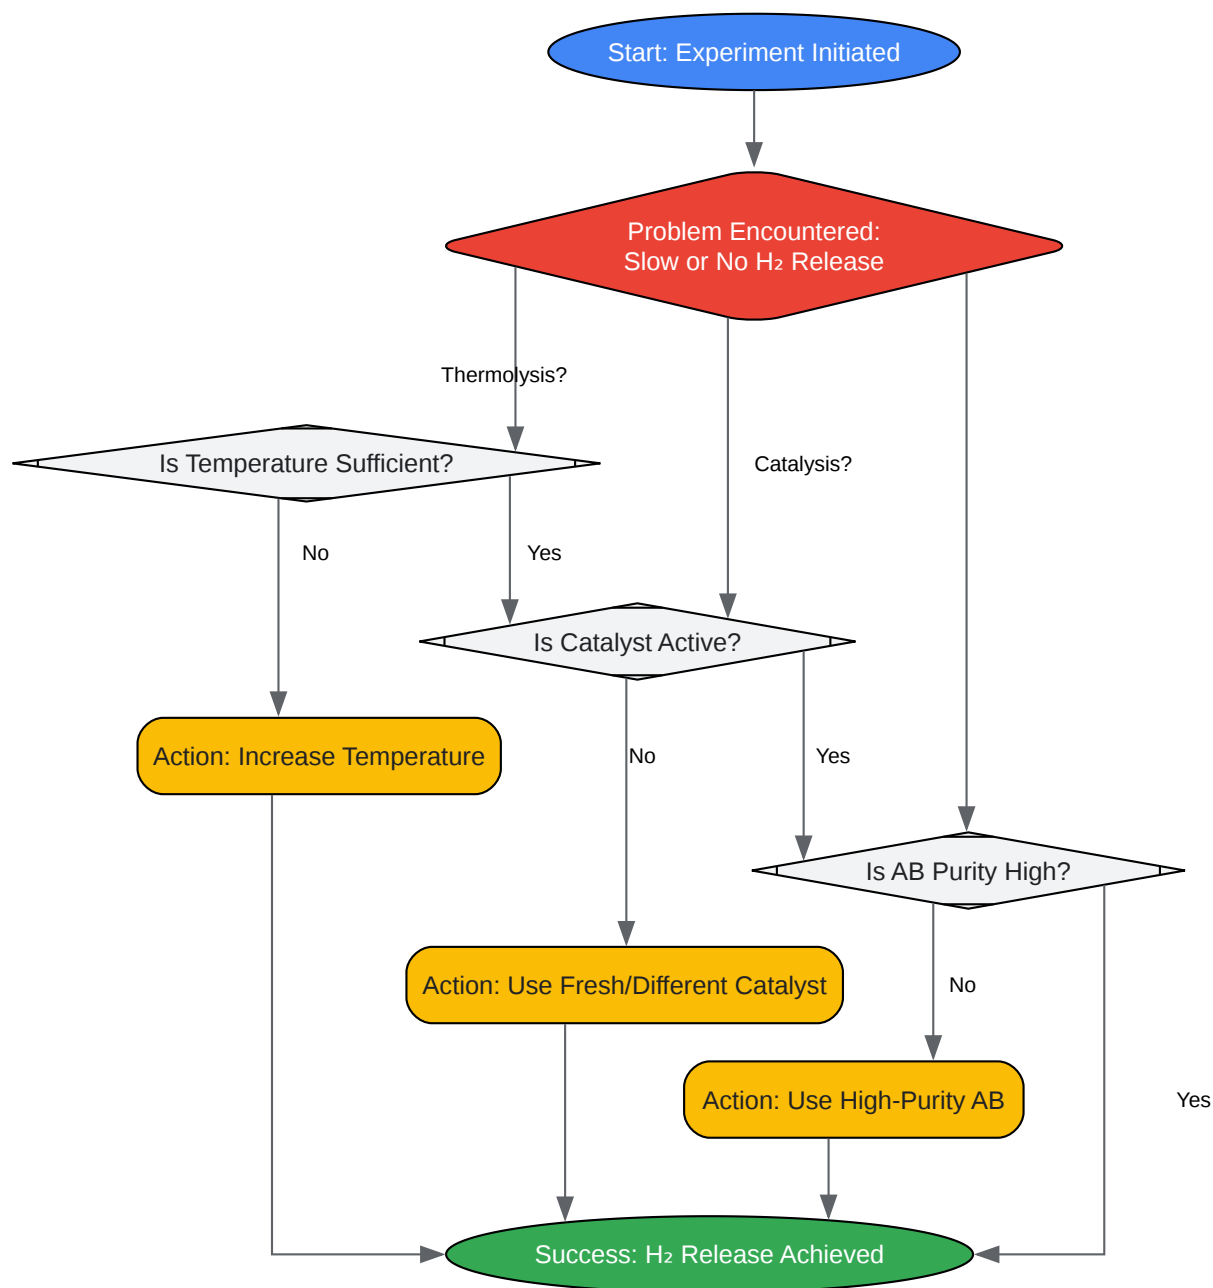 Start: Experiment Initiated
Problem Encountered:
Slow or No H₂ Release
Thermolysis?
Is Temperature Sufficient?
Catalysis?
No
Yes
Is Catalyst Active?
Action: Increase Temperature
No
Yes
Is AB Purity High?
Action: Use Fresh/Different Catalyst
No
Action: Use High-Purity AB
Yes
Success: H₂ Release Achieved